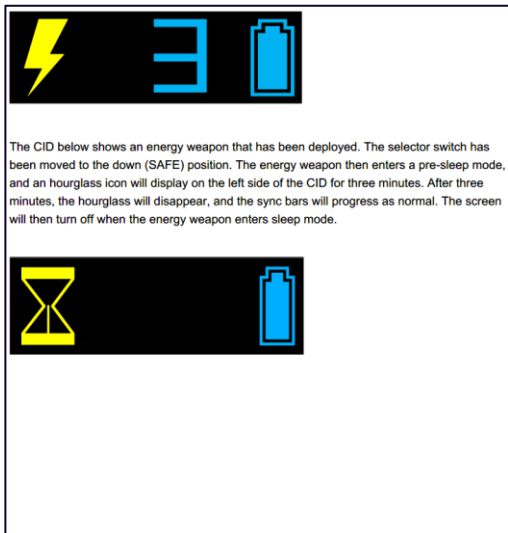 3
The CID below shows an energy weapon that has been deployed. The selector switch has
been moved to the down (SAFE) position. The energy weapon then enters a pre-sleep mode,
and an hourglass icon will display on the left side of the CID for three minutes. After three
minutes, the hourglass will disappear, and the sync bars will progress as normal. The screen
will then turn off when the energy weapon enters sleep mode.